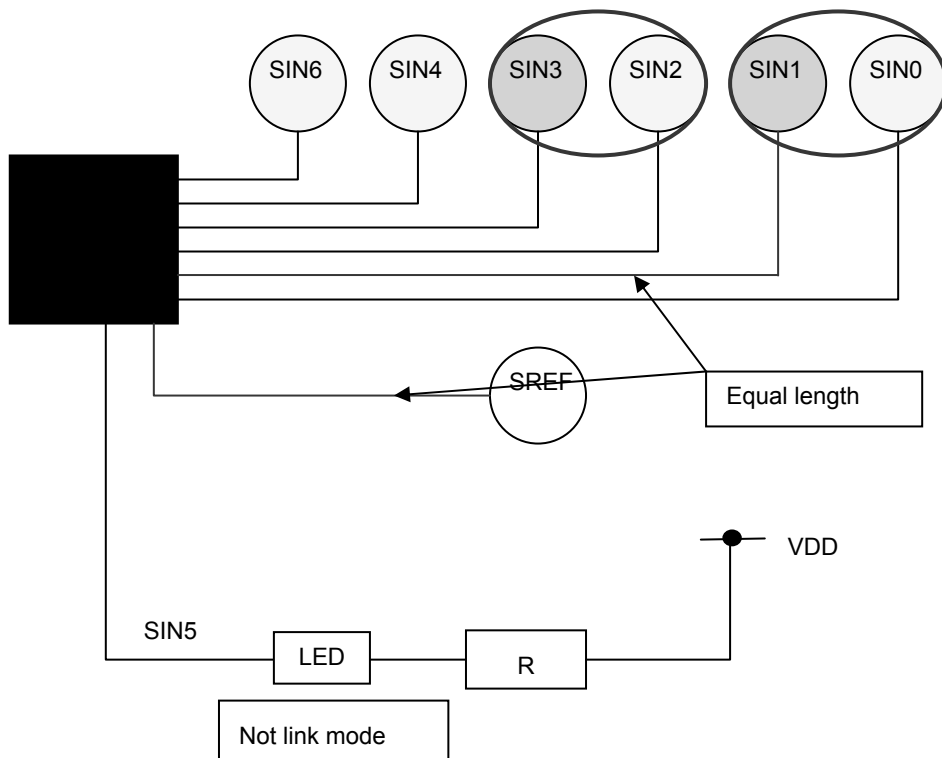 SIN6
SIN4
SIN3
SIN2
SIN1
SIN0
SREF
Equal length
VDD
SIN5
LED
R
Not link mode